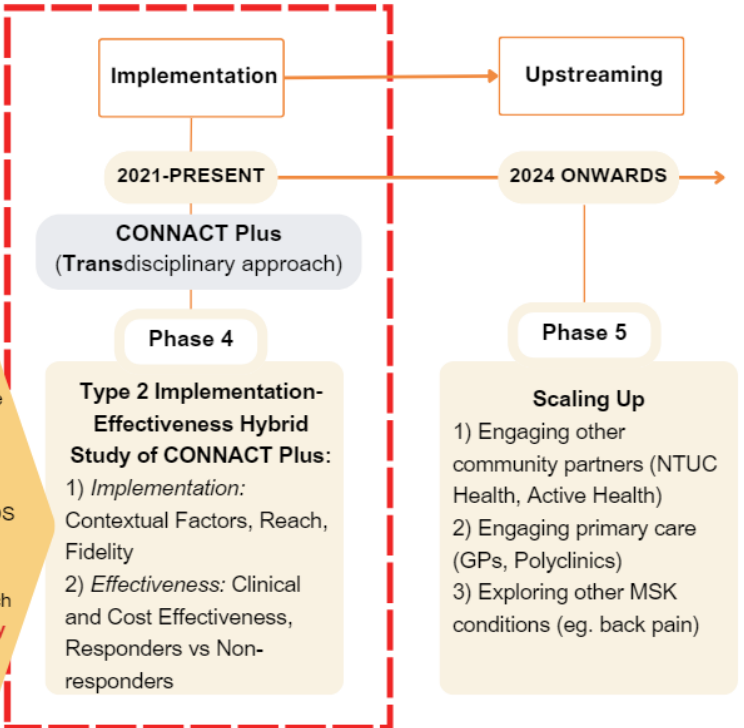 Implementation
Upstreaming
2021-PRESENT
2024 ONWARDS
CONNACT Plus
(Transdisciplinary approach)
Phase 4
Phase 5
Type 2 Implementation-
Effectiveness Hybrid
Study of CONNACT Plus:
1) Implementation:
Contextual Factors, Reach,
Fidelity
2) Effectiveness: Clinical
and Cost Effectiveness,
Responders vs Non-
responders
Scaling Up
1) Engaging other
community partners (NTUC
Health, Active Health)
2) Engaging primary care
(GPs, Polyclinics)
3) Exploring other MSK
conditions (eg. back pain)